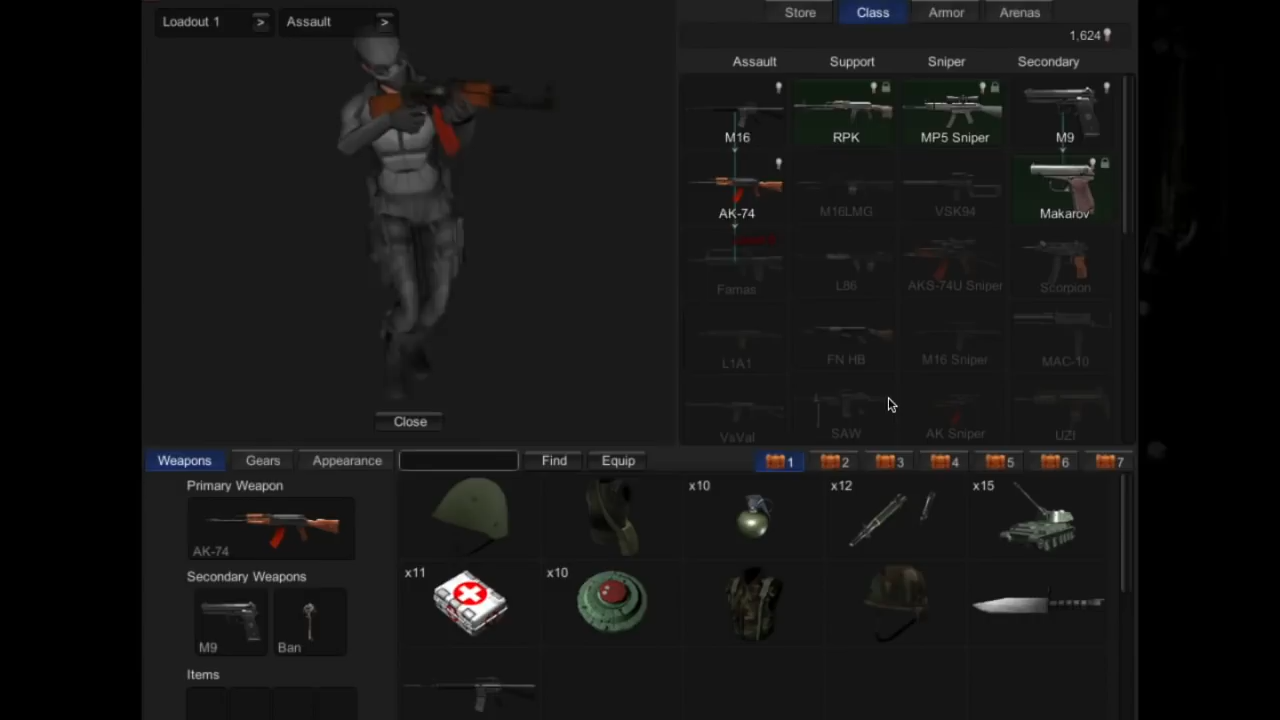 Loadout 1 > Assault >
Store Class Armor Arenas
1,624
Assault Support Sniper Secondary
M16 RPK MP5 Sniper M9
AK-74 M16LMG VSK94 Makarov
Famas L86 AKS-74U Sniper Scorpion
L1A1 FN HB M16 Sniper MAC-10
VsVal SAW AK Sniper UZI
Close
Weapons Gears Appearance Find Equip 1 2 3 4 5 6 7
Primary Weapon
AK-74
Secondary Weapons
M9 Ban
Items
x10 x12 x15
x11 x10